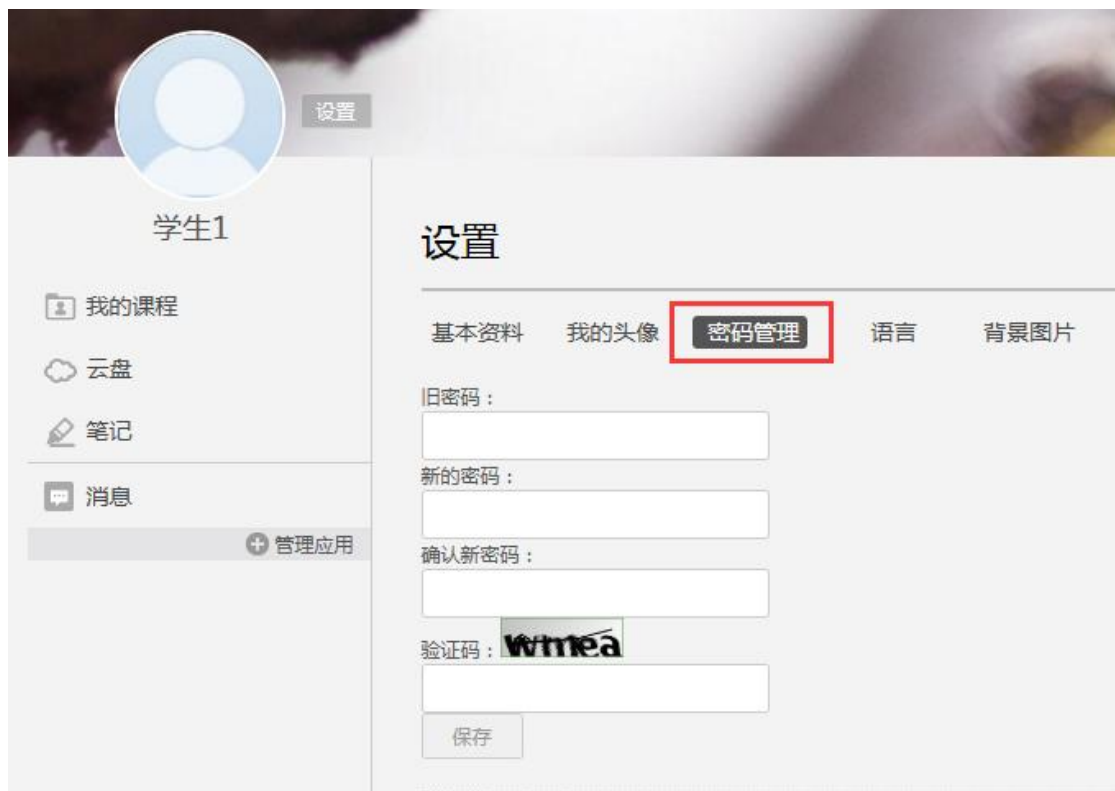 设置
学生1
我的课程
云盘
笔记
消息
管理应用
设置
基本资料 我的头像 密码管理 语言 背景图片
旧密码：
新的密码：
确认新密码：
验证码：
保存